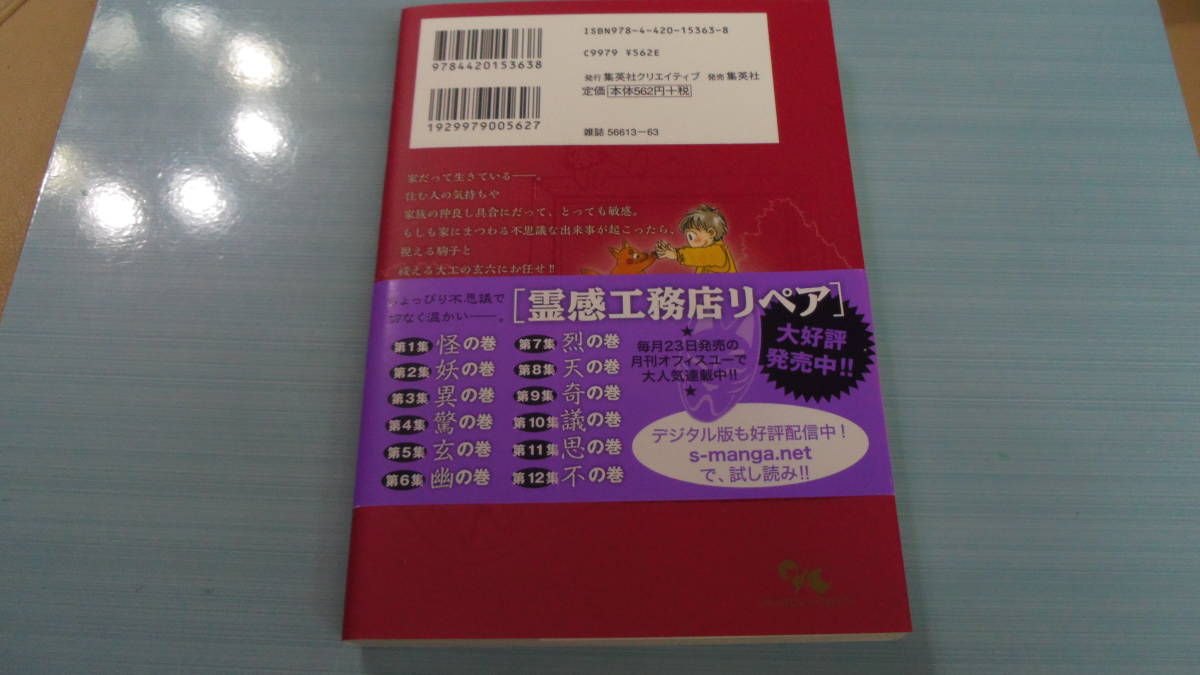 ISBN978-4-420-15363-8
C9979 ¥562E
発行 集英社クリエイティブ 発売 集英社
定価 本体562円+税
雑誌 56613-63
9784420153638
1929979005627
家だって生きている――。
住む人の気持ちや
家族の仲良し具合にだって、とっても敏感。
もしも家にまつわる不思議な出来事が起こったら、
視える駒子と
祓える大工の玄六にお任せ!!
ちょっぴり不思議で
切なく温かい――。
[霊感工務店リペア]
第1集 怪の巻
第2集 妖の巻
第3集 異の巻
第4集 驚の巻
第5集 玄の巻
第6集 幽の巻
第7集 烈の巻
第8集 天の巻
第9集 奇の巻
第10集 議の巻
第11集 思の巻
第12集 不の巻
★
毎月23日発売の
月刊オフィスユーで
大人気連載中!!
★
大好評
発売中!!
デジタル版も好評配信中!
s-manga.net
で、試し読み!!